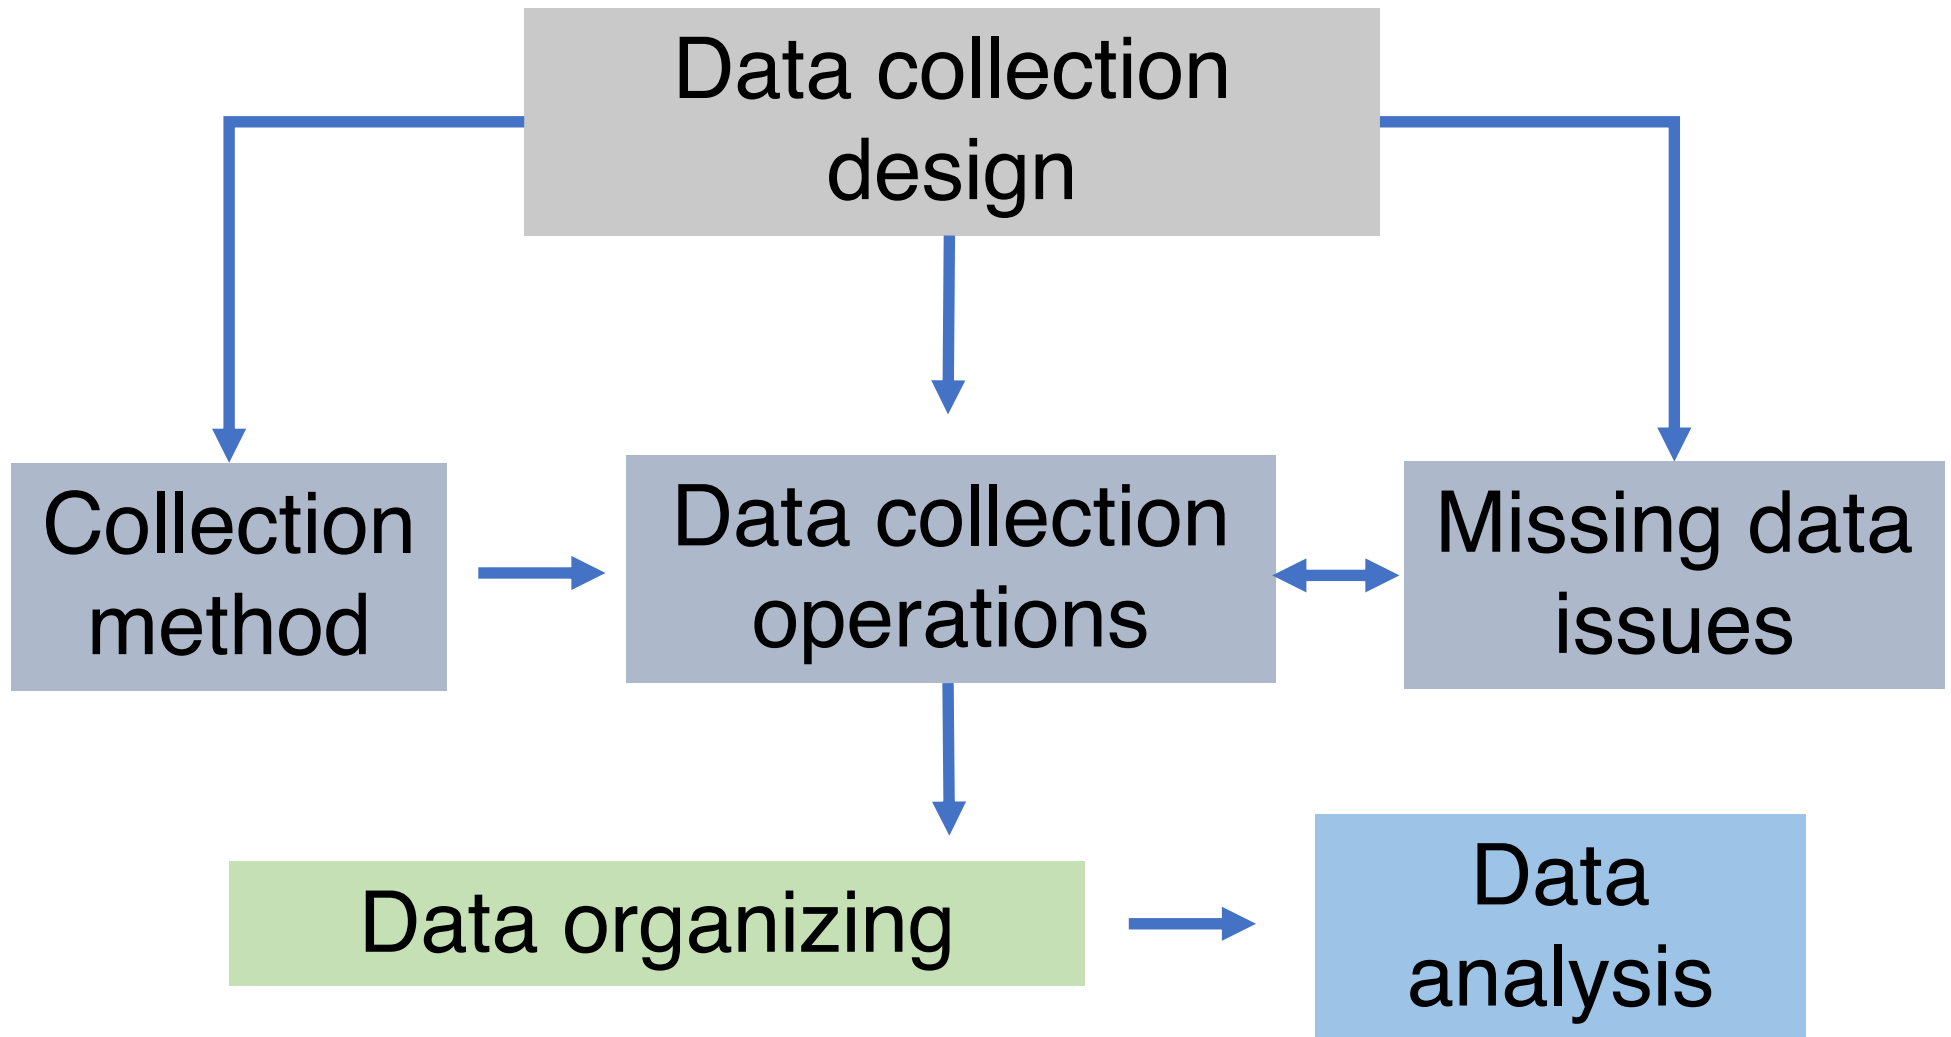 Data collection
design
Collection
method
Data collection
operations
Missing data
issues
Data organizing
Data
analysis